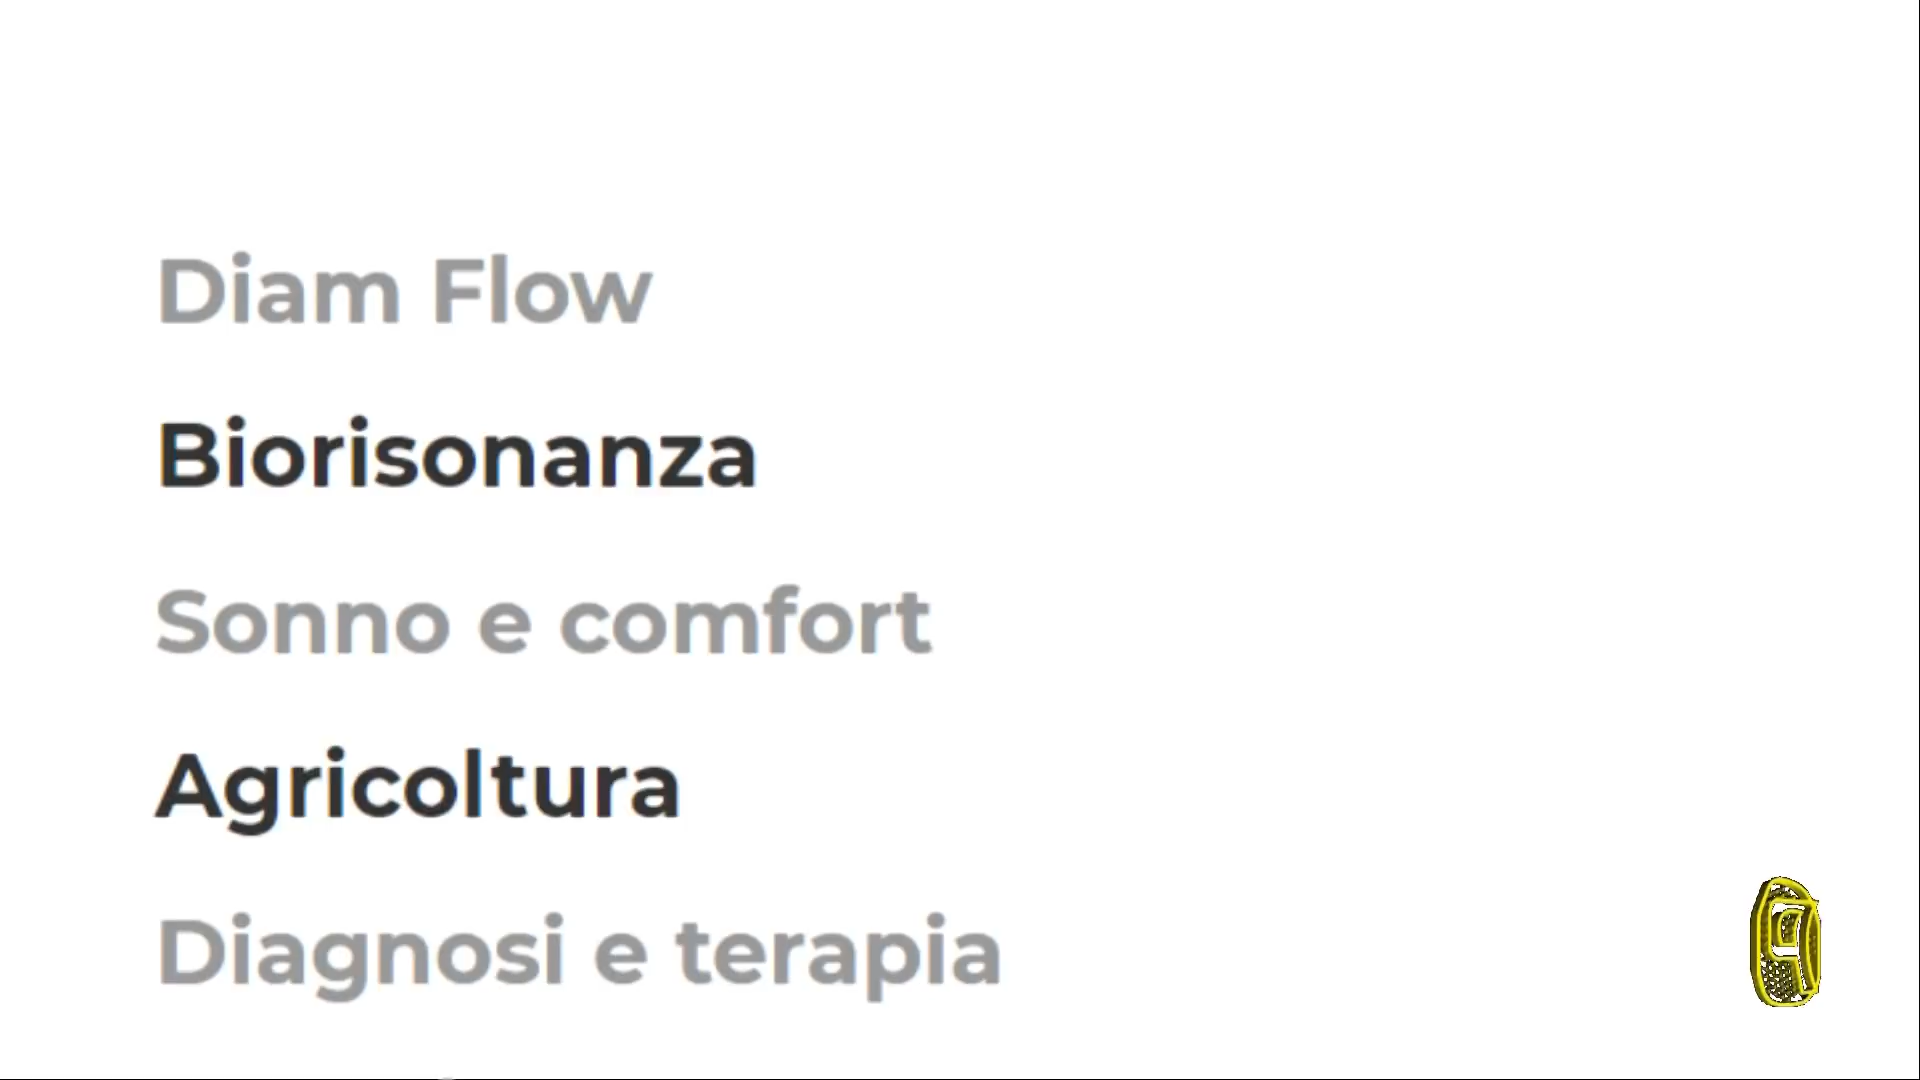 Diam Flow
Biorisonanza
Sonno e comfort
Agricoltura
Diagnosi e terapia